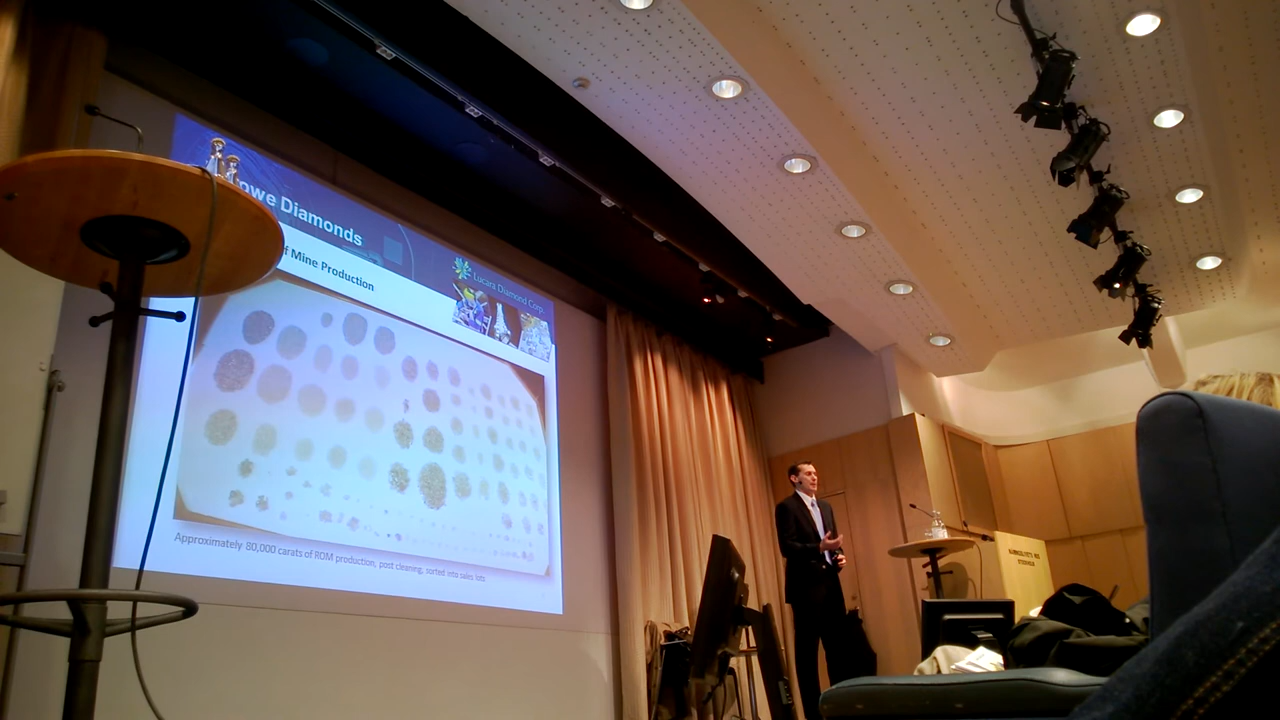 owe Diamonds
f Mine Production
Lucara Diamond Corp.
Approximately 80,000 carats of ROM production, post cleaning, sorted into sales lots
STOCKHOLM